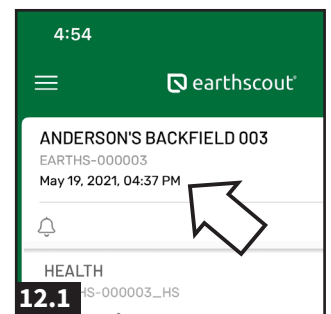 4:54
earthscout
ANDERSON'S BACKFIELD 003
EARTHS-000003
May 19, 2021, 04:37 PM
HEALTH
12.1